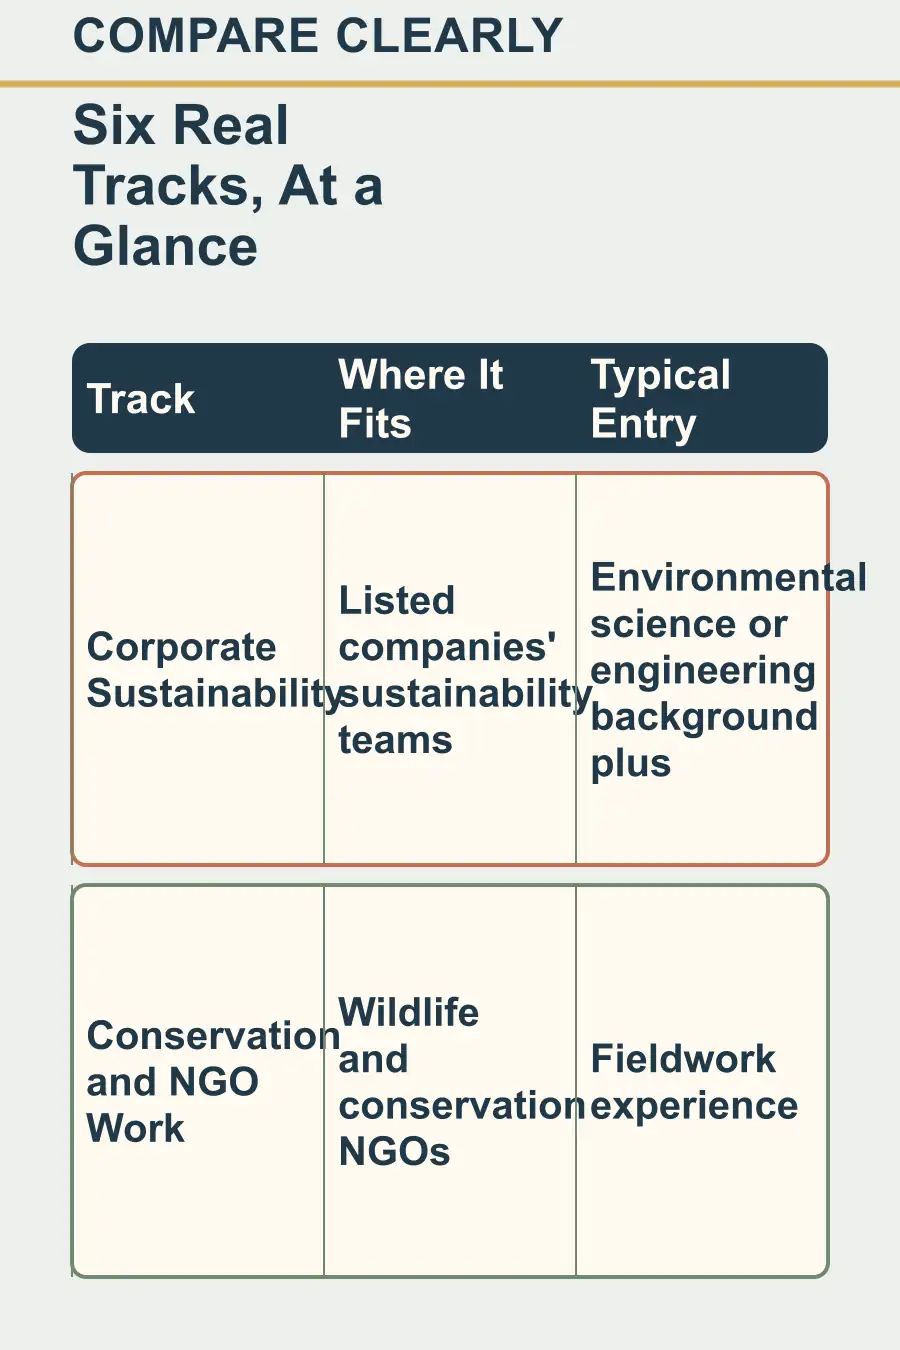 COMPARE CLEARLY
Six Real
Tracks, At a
Glance
Track
Where It
Fits
Typical
Entry
Corporate
Sustainability
Listed
companies'
sustainability
teams
Environmental
science or
engineering
background
plus
Conservation
and NGO
Work
Wildlife
and
conservation
NGOs
Fieldwork
experience